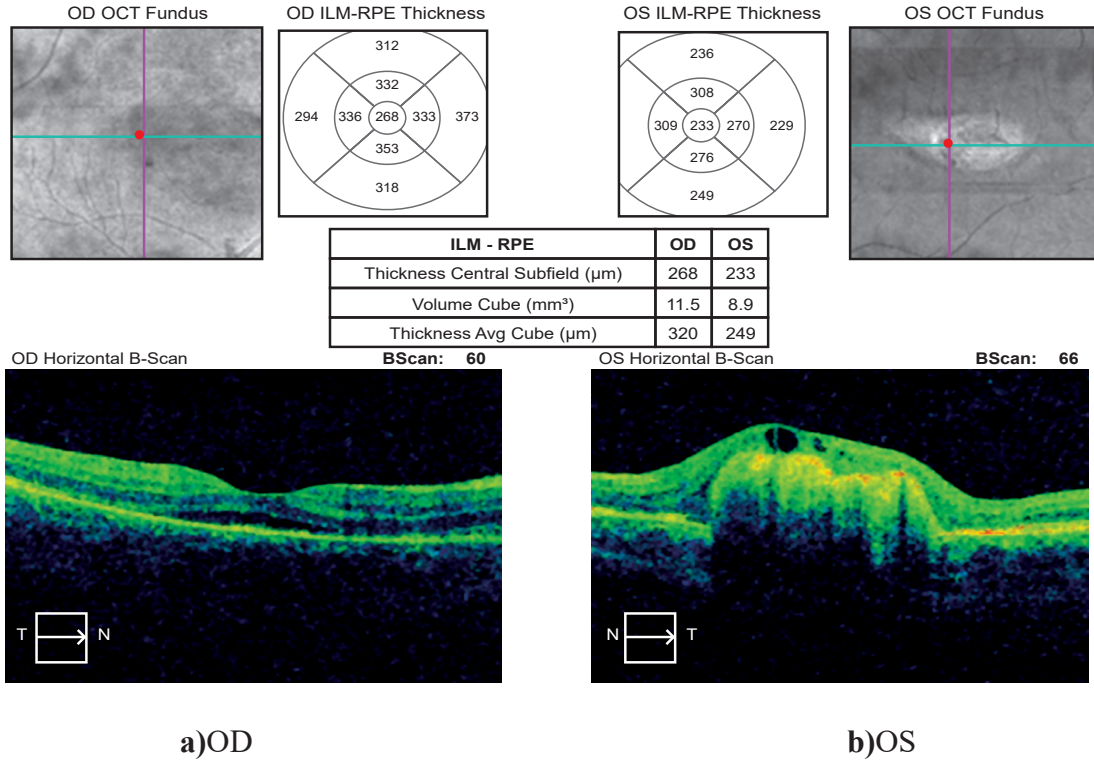 OD OCT Fundus
OD ILM-RPE Thickness
OS ILM-RPE Thickness
OS OCT Fundus
312
332
294 336 268 333 373
353
318
236
308
309 233 270 229
276
249
ILM - RPE OD OS
Thickness Central Subfield (µm) 268 233
Volume Cube (mm³) 11.5 8.9
Thickness Avg Cube (µm) 320 249
OD Horizontal B-Scan
BScan: 60
OS Horizontal B-Scan
BScan: 66
T N
N T
a)OD
b)OS